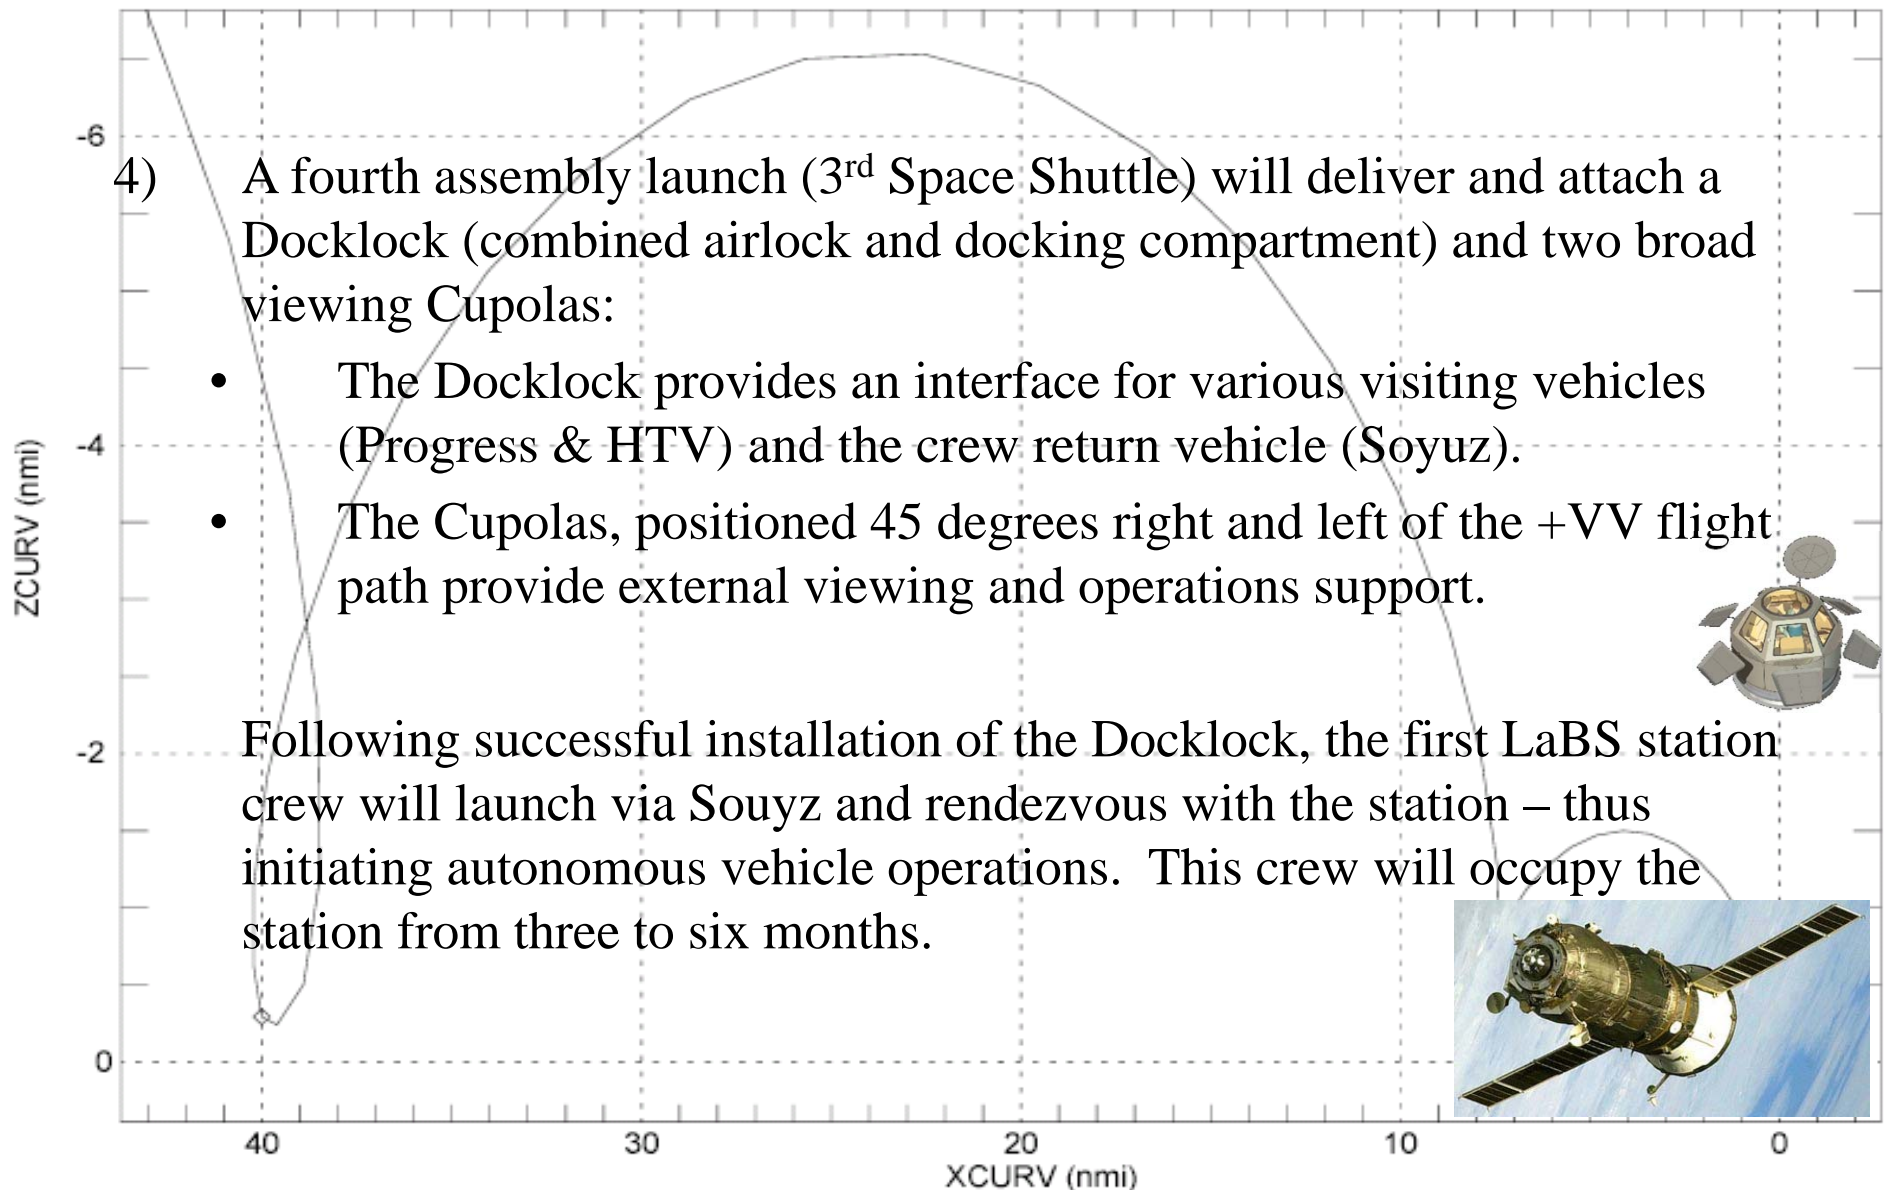 4) A fourth assembly launch (3rd Space Shuttle) will deliver and attach a
Docklock (combined airlock and docking compartment) and two broad
viewing Cupolas:
• The Docklock provides an interface for various visiting vehicles
(Progress & HTV) and the crew return vehicle (Soyuz).
• The Cupolas, positioned 45 degrees right and left of the +VV flight
path provide external viewing and operations support.
Following successful installation of the Docklock, the first LaBS station
crew will launch via Souyz and rendezvous with the station – thus
initiating autonomous vehicle operations.  This crew will occupy the
station from three to six months.
ZCURV (nmi)
-6
-4
-2
0
40 30 20 10 0
XCURV (nmi)